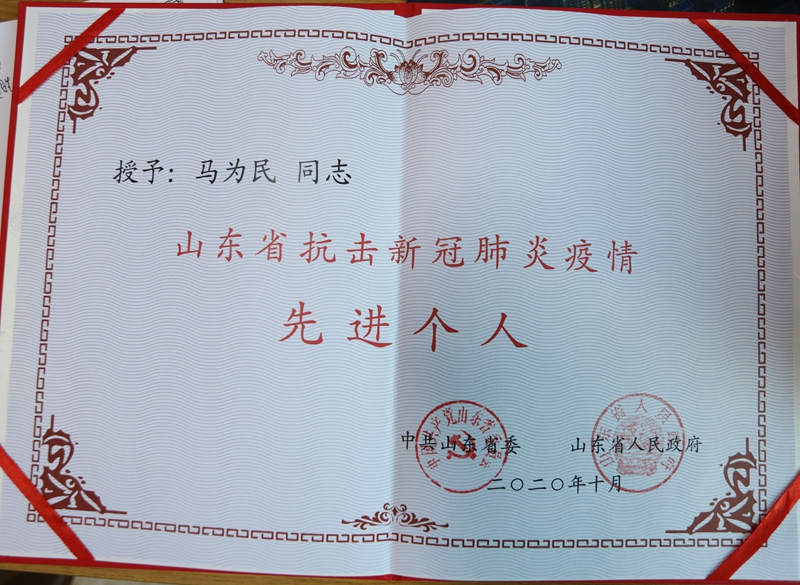 授予：马为民 同志
山东省抗击新冠肺炎疫情
先进个人
中共山东省委 山东省人民政府
二〇二〇年十月